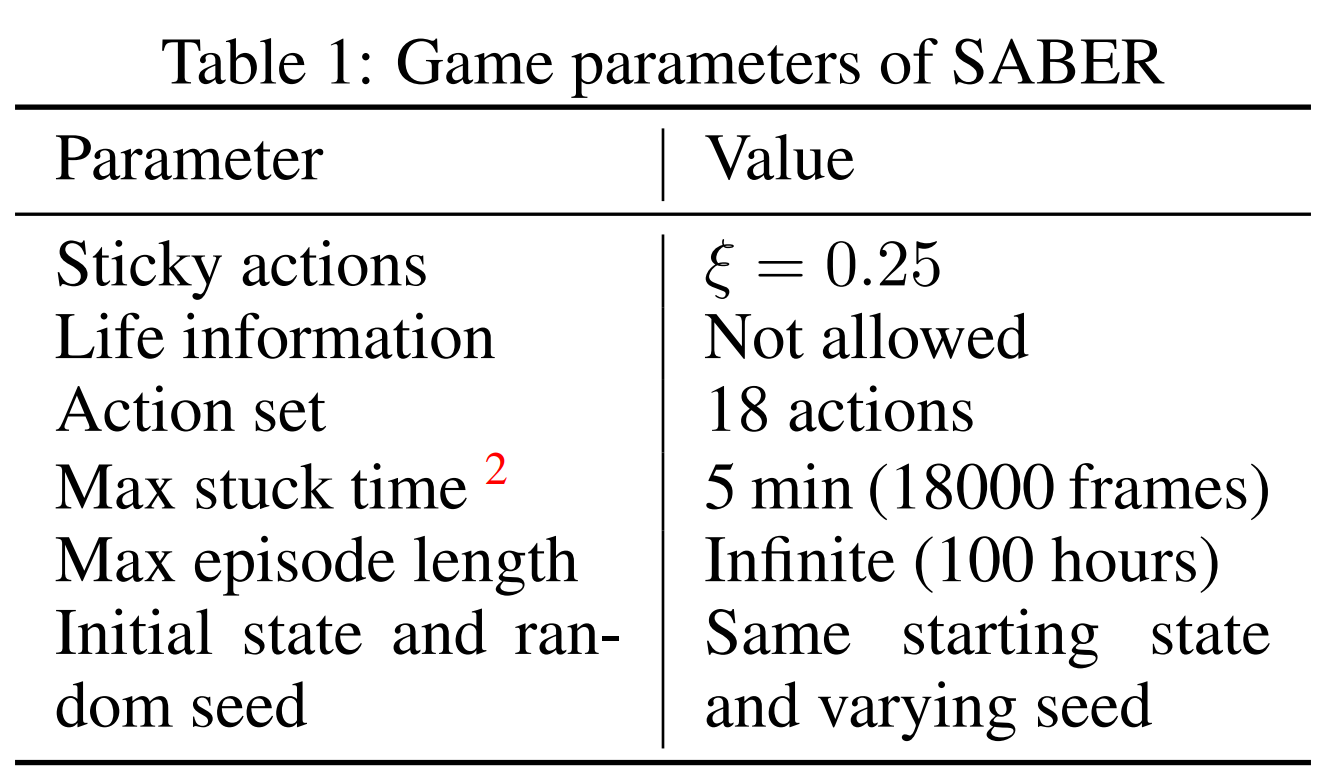 Table 1: Game parameters of SABER
Parameter Value
Sticky actions ξ = 0.25
Life information Not allowed
Action set 18 actions
Max stuck time 2 5 min (18000 frames)
Max episode length Infinite (100 hours)
Initial state and ran- Same starting state
dom seed and varying seed